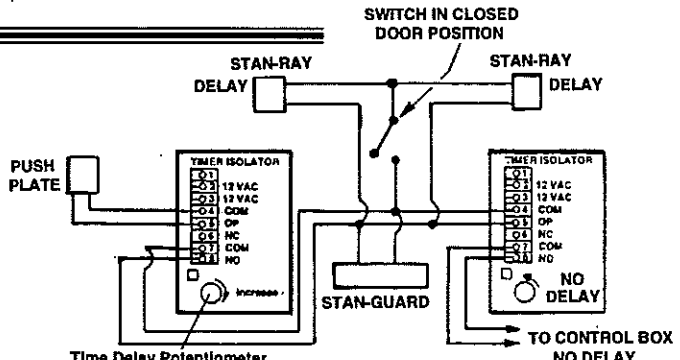 SWITCH IN CLOSED
DOOR POSITION
STAN-RAY
DELAY
STAN-RAY
DELAY
PUSH
PLATE
TIMER ISOLATOR
1
2 12 VAC
3 12 VAC
4 COM
5 OP
6 NC
7 COM
8 NO
Increase
TIMER ISOLATOR
1
2 12 VAC
3 12 VAC
4 COM
5 OP
6 NC
7 COM
8 NO
NO
DELAY
STAN-GUARD
TO CONTROL BOX
NO DELAY
Time Delay Potentiometer